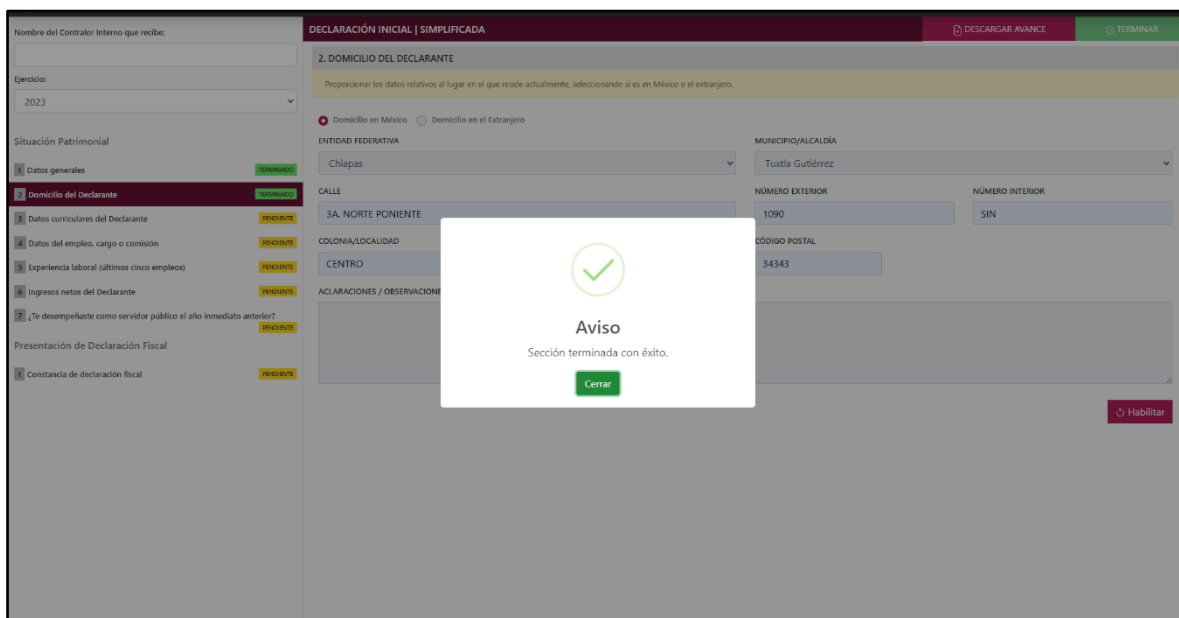 Nombre del Contralor Interno que recibe:
Ejercicio:
2023
Situación Patrimonial
1 Datos generales TERMINADO
2 Domicilio del Declarante TERMINADO
3 Datos curriculares del Declarante PENDIENTE
4 Datos del empleo, cargo o comisión PENDIENTE
5 Experiencia laboral (últimos cinco empleos) PENDIENTE
6 Ingresos netos del Declarante PENDIENTE
7 ¿Te desempeñaste como servidor público el año inmediato anterior?
PENDIENTE
Presentación de Declaración Fiscal
1 Constancia de declaración fiscal PENDIENTE
DECLARACIÓN INICIAL | SIMPLIFICADA DESCARGAR AVANCE TERMINAR
2. DOMICILIO DEL DECLARANTE
Proporcionar los datos relativos al lugar en el que reside actualmente, seleccionando si es en México o el extranjero.
Domicilio en México Domicilio en el Extranjero
ENTIDAD FEDERATIVA MUNICIPIO/ALCALDÍA
Chiapas Tuxtla Gutiérrez
CALLE NÚMERO EXTERIOR NÚMERO INTERIOR
3A. NORTE PONIENTE 1090 SIN
COLONIA/LOCALIDAD CÓDIGO POSTAL
CENTRO 34343
ACLARACIONES / OBSERVACIONE
Aviso
Sección terminada con éxito.
Cerrar
Habilitar